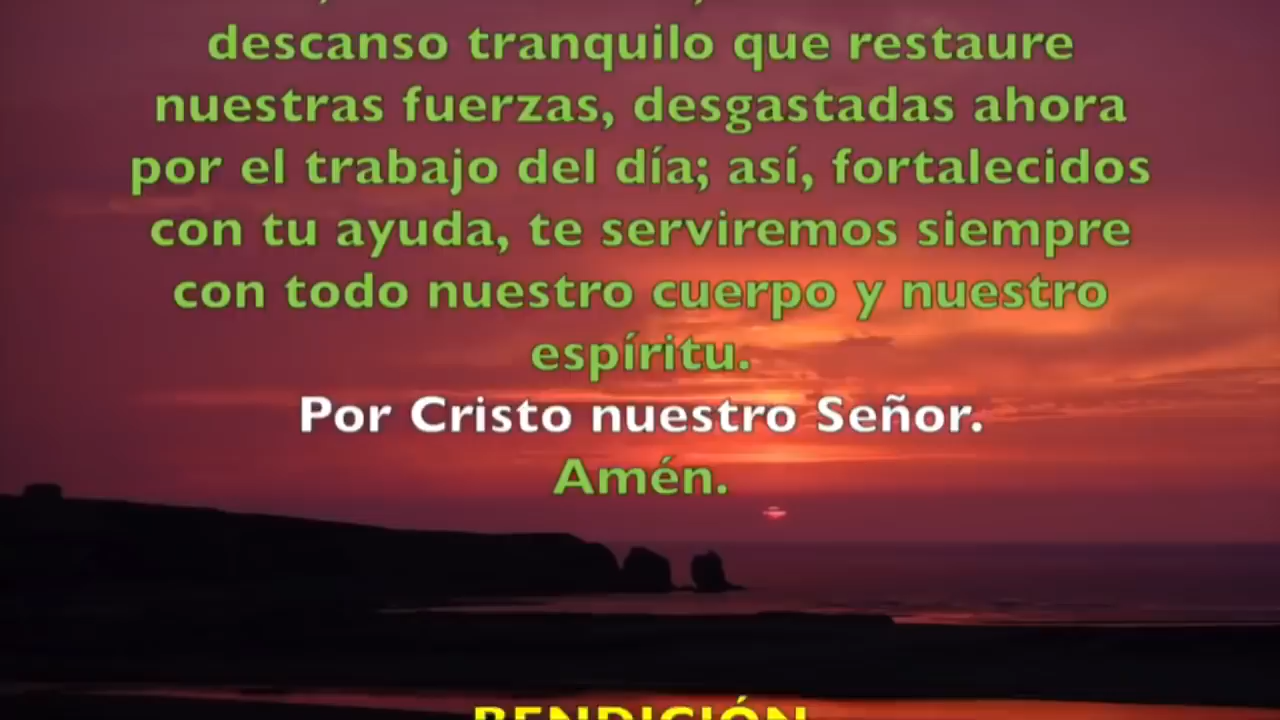 descanso tranquilo que restaure
nuestras fuerzas, desgastadas ahora
por el trabajo del día; así, fortalecidos
con tu ayuda, te serviremos siempre
con todo nuestro cuerpo y nuestro
espíritu.
Por Cristo nuestro Señor.
Amén.
BENDICIÓN